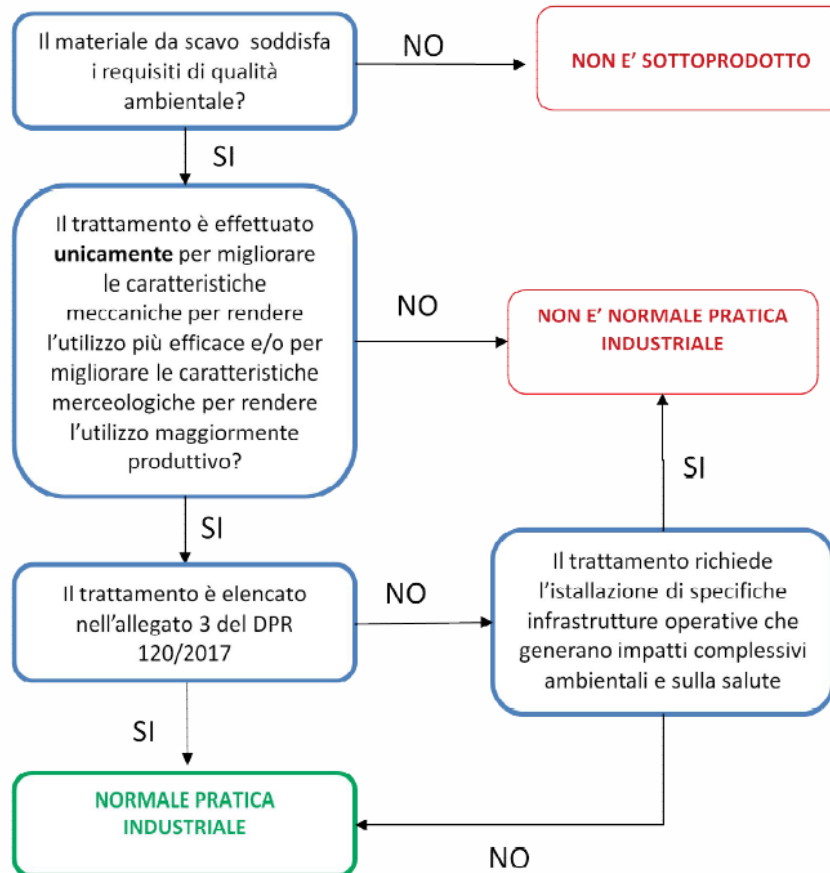 Il materiale da scavo soddisfa
i requisiti di qualità
ambientale?
NO
NON E' SOTTOPRODOTTO
SI
Il trattamento è effettuato
unicamente per migliorare
le caratteristiche
meccaniche per rendere
l'utilizzo più efficace e/o per
migliorare le caratteristiche
merceologiche per rendere
l'utilizzo maggiormente
produttivo?
NO
NON E' NORMALE PRATICA
INDUSTRIALE
SI
SI
Il trattamento è elencato
nell'allegato 3 del DPR
120/2017
NO
Il trattamento richiede
l'istallazione di specifiche
infrastrutture operative che
generano impatti complessivi
ambientali e sulla salute
SI
NORMALE PRATICA
INDUSTRIALE
NO